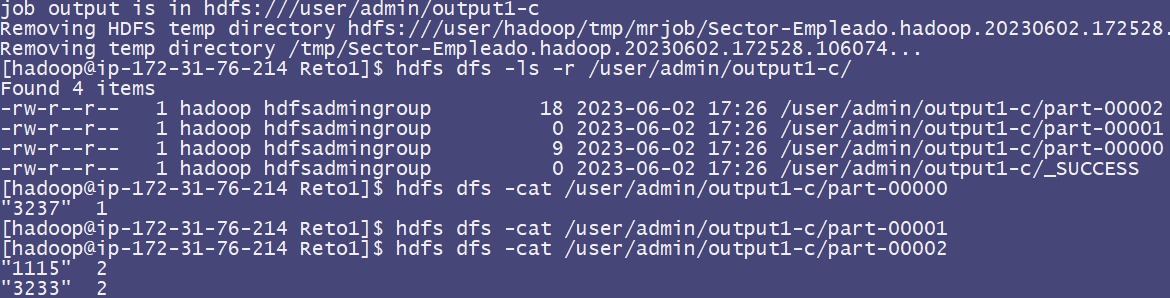 job output is in hdfs:///user/admin/output1-c
Removing HDFS temp directory hdfs:///user/hadoop/tmp/mrjob/Sector-Empleado.hadoop.20230602.172528.
Removing temp directory /tmp/Sector-Empleado.hadoop.20230602.172528.106074...
[hadoop@ip-172-31-76-214 Reto1]$ hdfs dfs -ls -r /user/admin/output1-c/
Found 4 items
-rw-r--r--   1 hadoop hdfsadmingroup         18 2023-06-02 17:26 /user/admin/output1-c/part-00002
-rw-r--r--   1 hadoop hdfsadmingroup          0 2023-06-02 17:26 /user/admin/output1-c/part-00001
-rw-r--r--   1 hadoop hdfsadmingroup          9 2023-06-02 17:26 /user/admin/output1-c/part-00000
-rw-r--r--   1 hadoop hdfsadmingroup          0 2023-06-02 17:26 /user/admin/output1-c/_SUCCESS
[hadoop@ip-172-31-76-214 Reto1]$ hdfs dfs -cat /user/admin/output1-c/part-00000
"3237"  1
[hadoop@ip-172-31-76-214 Reto1]$ hdfs dfs -cat /user/admin/output1-c/part-00001
[hadoop@ip-172-31-76-214 Reto1]$ hdfs dfs -cat /user/admin/output1-c/part-00002
"1115"  2
"3233"  2